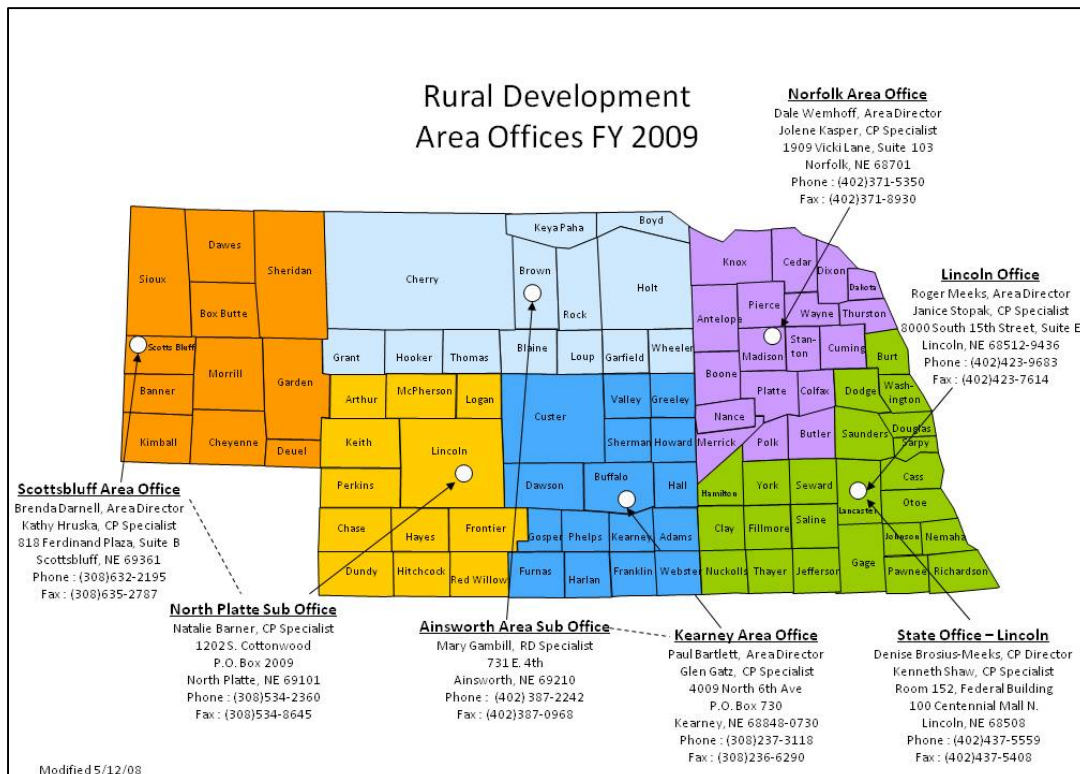 Rural Development
Area Offices FY 2009
Norfolk Area Office
Dale Wemhoff, Area Director
Jolene Kasper, CP Specialist
1909 Vicki Lane, Suite 103
Norfolk, NE 68701
Phone : (402)371-5350
Fax : (402)371-8930
Lincoln Office
Roger Meeks, Area Director
Janice Stopak, CP Specialist
8000 South 15th Street, Suite E
Lincoln, NE 68512-9436
Phone : (402)423-9683
Fax : (402)423-7614
Sioux
Dawes
Sheridan
Box Butte
Scotts Bleff
Banner
Morrill
Garden
Kimball
Cheyenne
Deuel
Cherry
Keya Paha
Boyd
Brown
Rock
Holt
Grant
Hooker
Thomas
Blaine
Loup
Garfield
Wheeler
Knox
Cedar
Dixon
Dakota
Pierce
Wayne
Thurston
Antelope
Madison
Stan-
ton
Cuming
Boone
Platte
Colfax
Nance
Merrick
Polk
Butler
Burt
Dodge
Wash-
ington
Saunders
Douglas
Sarpy
Arthur
McPherson
Logan
Keith
Lincoln
Perkins
Chase
Hayes
Frontier
Dundy
Hitchcock
Red Willow
Custer
Valley
Greeley
Sherman
Howard
Dawson
Buffalo
Hall
Gosper
Phelps
Kearney
Adams
Furnas
Harlan
Franklin
Webster
Hamilton
York
Seward
Lancaster
Cass
Otoe
Clay
Fillmore
Saline
Johnson
Nemaha
Nuckolls
Thayer
Jefferson
Gage
Pawnee
Richardson
Scottsbluff Area Office
Brenda Darnell, Area Director
Kathy Hruska, CP Specialist
818 Ferdinand Plaza, Suite B
Scottsbluff, NE 69361
Phone : (308)632-2195
Fax : (308)635-2787
North Platte Sub Office
Natalie Barner, CP Specialist
1202 S. Cottonwood
P.O. Box 2009
North Platte, NE 69101
Phone : (308)534-2360
Fax : (308)534-8645
Ainsworth Area Sub Office
Mary Gambill, RD Specialist
731 E. 4th
Ainsworth, NE 69210
Phone : (402) 387-2242
Fax : (402)387-0968
Kearney Area Office
Paul Bartlett, Area Director
Glen Gatz, CP Specialist
4009 North 6th Ave
P.O. Box 730
Kearney, NE 68848-0730
Phone : (308)237-3118
Fax : (308)236-6290
State Office – Lincoln
Denise Brosius-Meeks, CP Director
Kenneth Shaw, CP Specialist
Room 152, Federal Building
100 Centennial Mall N.
Lincoln, NE 68508
Phone : (402)437-5559
Fax : (402)437-5408
Modified 5/12/08